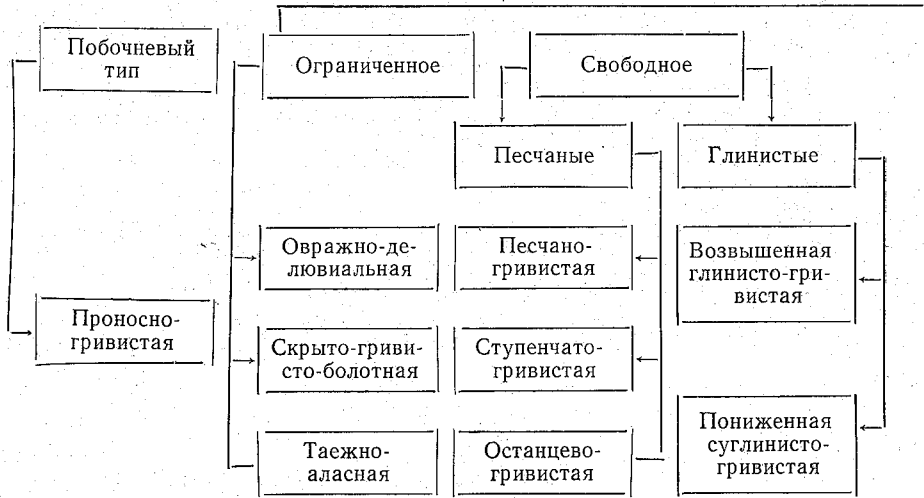 Побочневый
тип
Ограниченное
Свободное
Песчаные
Глинистые
Овражно-де-
лювиальная
Песчано-
гривистая
Возвышенная
глинисто-гри-
вистая
Проносно-
гривистая
Скрыто-гриви-
сто-болотная
Ступенчато-
гривистая
Таежно-
аласная
Останцево-
гривистая
Пониженная
суглинисто-
гривистая